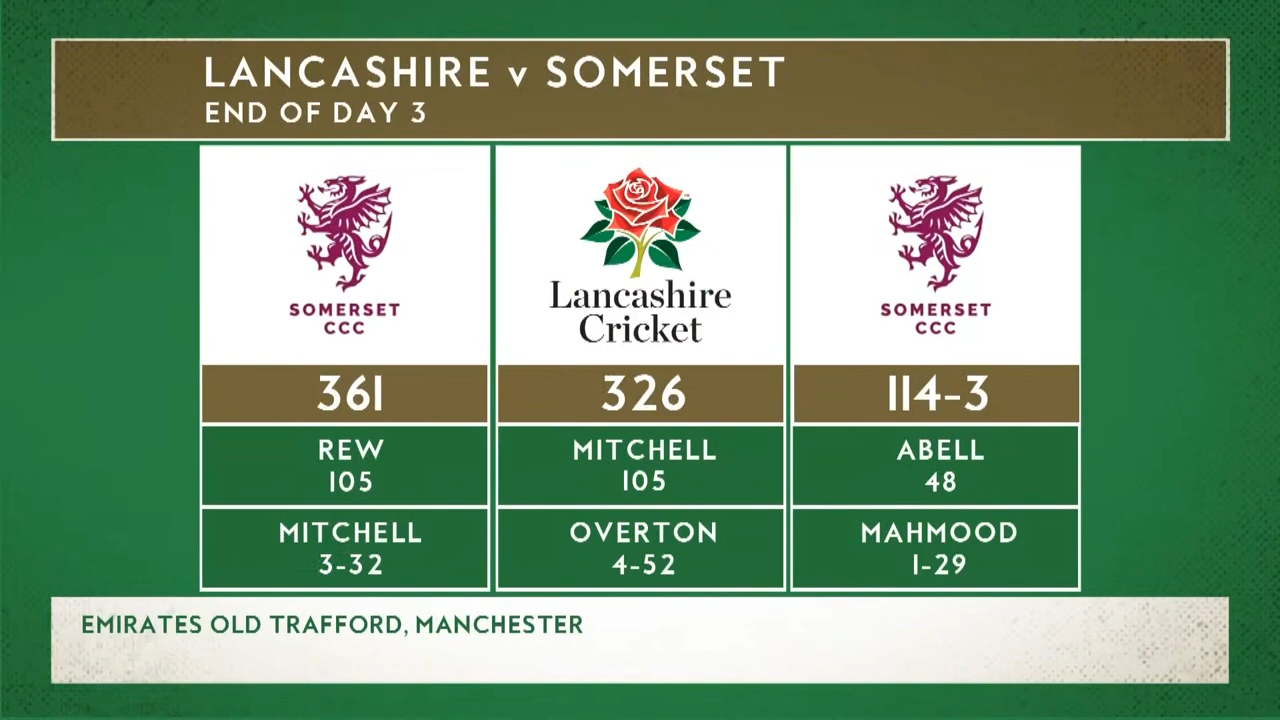 LANCASHIRE v SOMERSET
END OF DAY 3
SOMERSET
CCC
361
REW
105
MITCHELL
3-32
Lancashire
Cricket
326
MITCHELL
105
OVERTON
4-52
SOMERSET
CCC
114-3
ABELL
48
MAHMOOD
1-29
EMIRATES OLD TRAFFORD, MANCHESTER